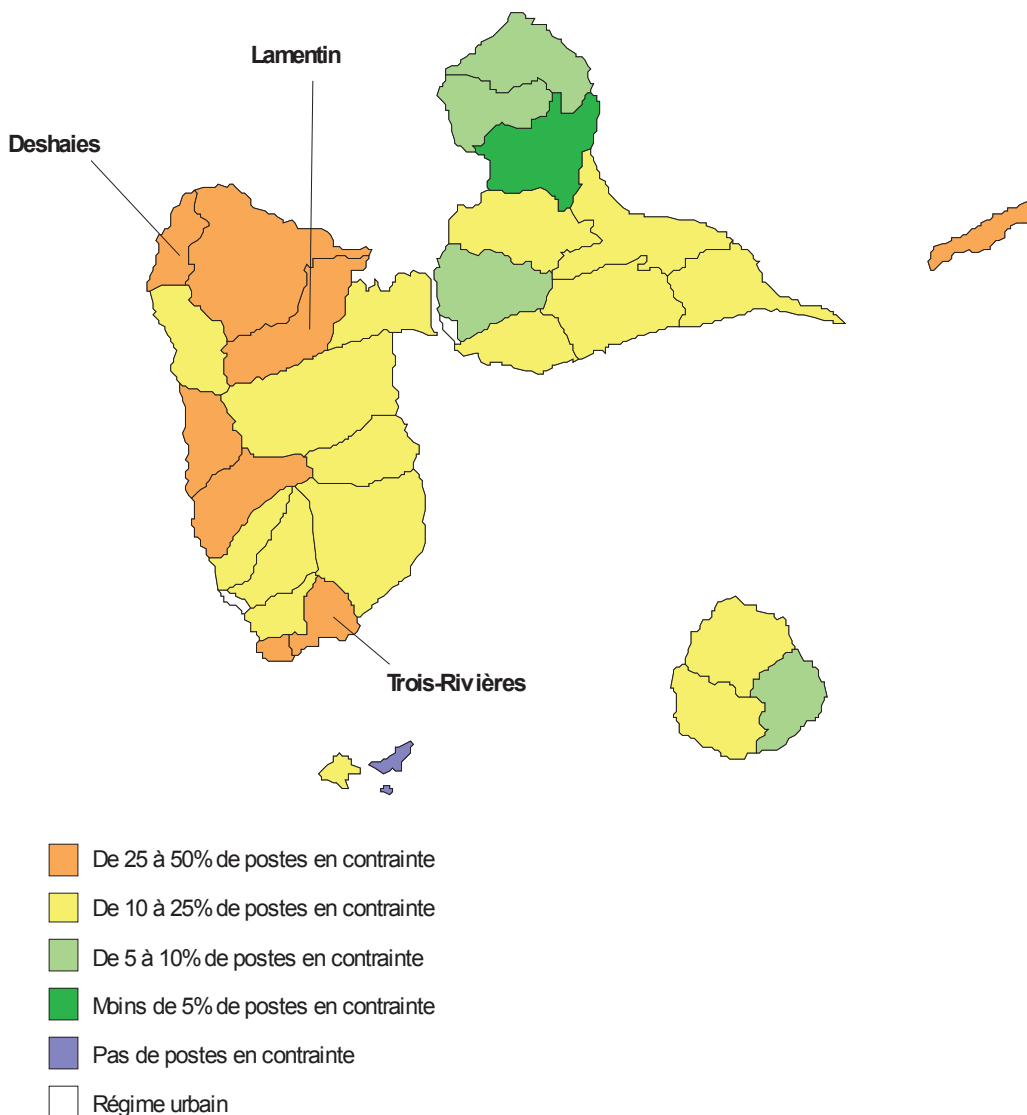 Lamentin
Deshaies
Trois-Rivières
De 25 à 50% de postes en contrainte
De 10 à 25% de postes en contrainte
De 5 à 10% de postes en contrainte
Moins de 5% de postes en contrainte
Pas de postes en contrainte
Régime urbain